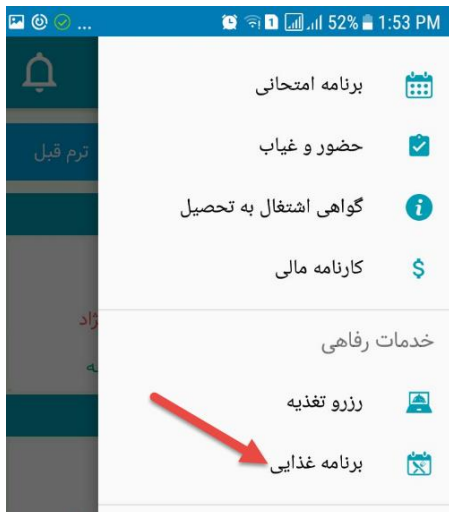 ... 52% 1:53 PM
برنامه امتحانی
حضور و غیاب
گواهی اشتغال به تحصیل
کارنامه مالی
خدمات رفاهی
رزرو تغذیه
برنامه غذایی
ترم قبل